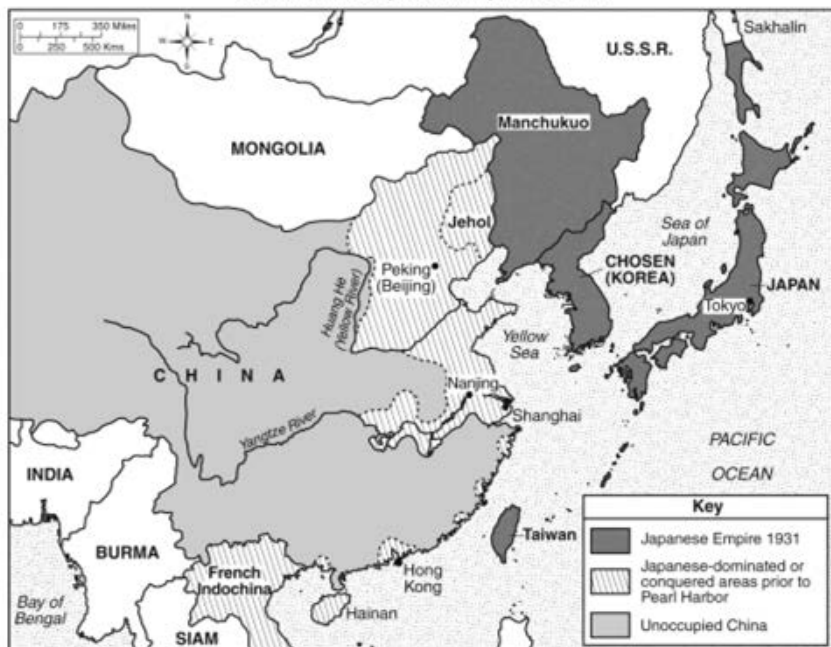 0 175 350 Miles
0 250 500 Kms
N
W
E
S
Sakhalin
U.S.S.R.
Manchukuo
MONGOLIA
Jehol
Sea of
Japan
Peking
(Beijing)
CHOSEN
(KOREA)
JAPAN
Tokyo
Huang He
(Yellow River)
Yellow
Sea
CHINA
Nanjing
Shanghai
Yangtze River
PACIFIC
OCEAN
INDIA
BURMA
Taiwan
French
Indochina
Hong
Kong
Bay of
Bengal
Hainan
SIAM
Key
Japanese Empire 1931
Japanese-dominated or
conquered areas prior to
Pearl Harbor
Unoccupied China